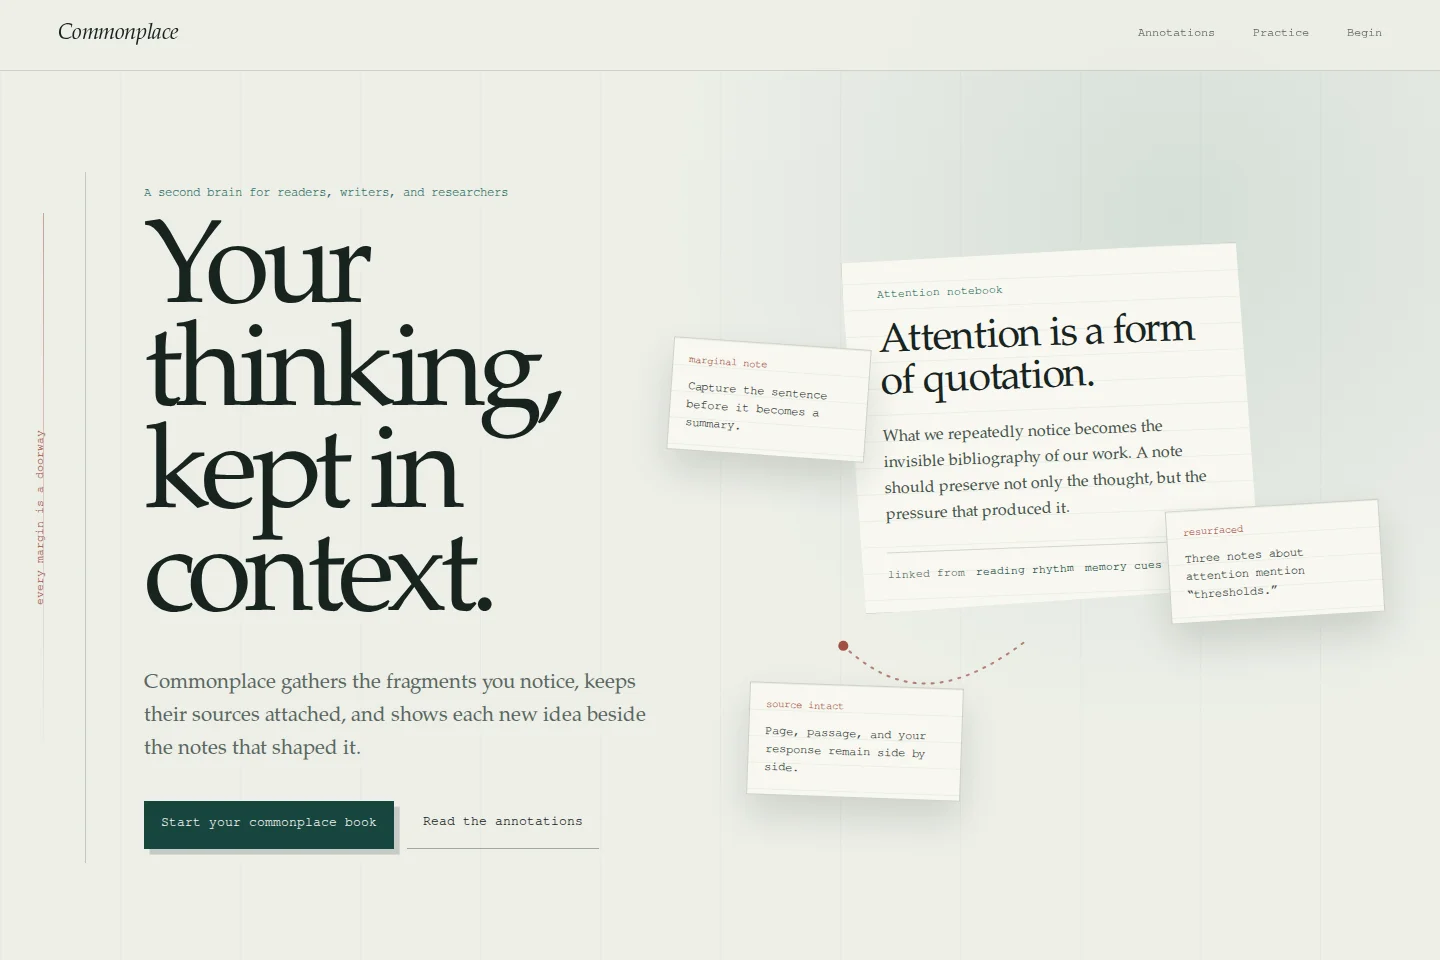 Commonplace
Annotations
Practice
Begin
every margin is a doorway
A second brain for readers, writers, and researchers
Your
thinking,
kept in
context.
Commonplace gathers the fragments you notice, keeps
their sources attached, and shows each new idea beside
the notes that shaped it.
Start your commonplace book
Read the annotations
Attention notebook
Attention is a form
of quotation.
What we repeatedly notice becomes the
invisible bibliography of our work. A note
should preserve not only the thought, but the
pressure that produced it.
linked from reading rhythm memory cues
marginal note
Capture the sentence
before it becomes a
summary.
resurfaced
Three notes about
attention mention
“thresholds.”
source intact
Page, passage, and your
response remain side by
side.